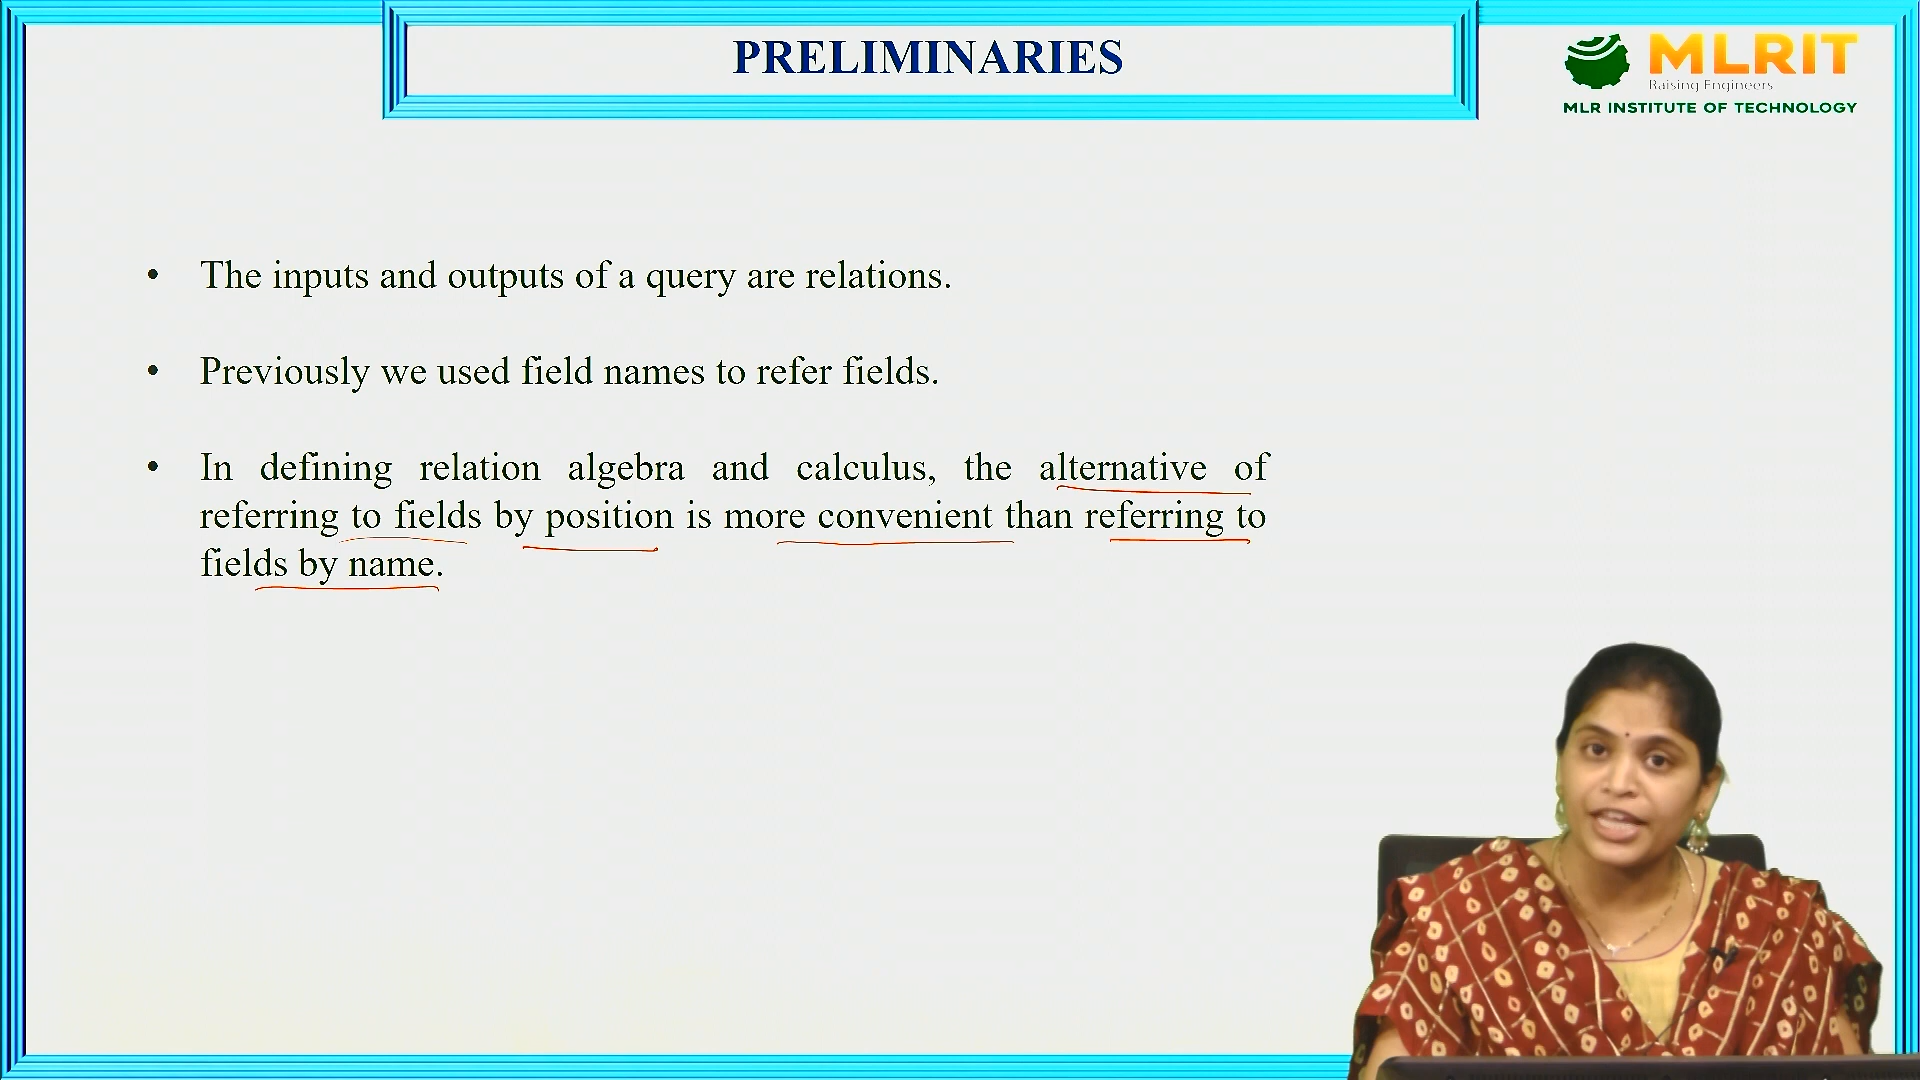 PRELIMINARIES
MLRIT
Raising Engineers
MLR INSTITUTE OF TECHNOLOGY
• The inputs and outputs of a query are relations.
• Previously we used field names to refer fields.
• In defining relation algebra and calculus, the alternative of
referring to fields by position is more convenient than referring to
fields by name.